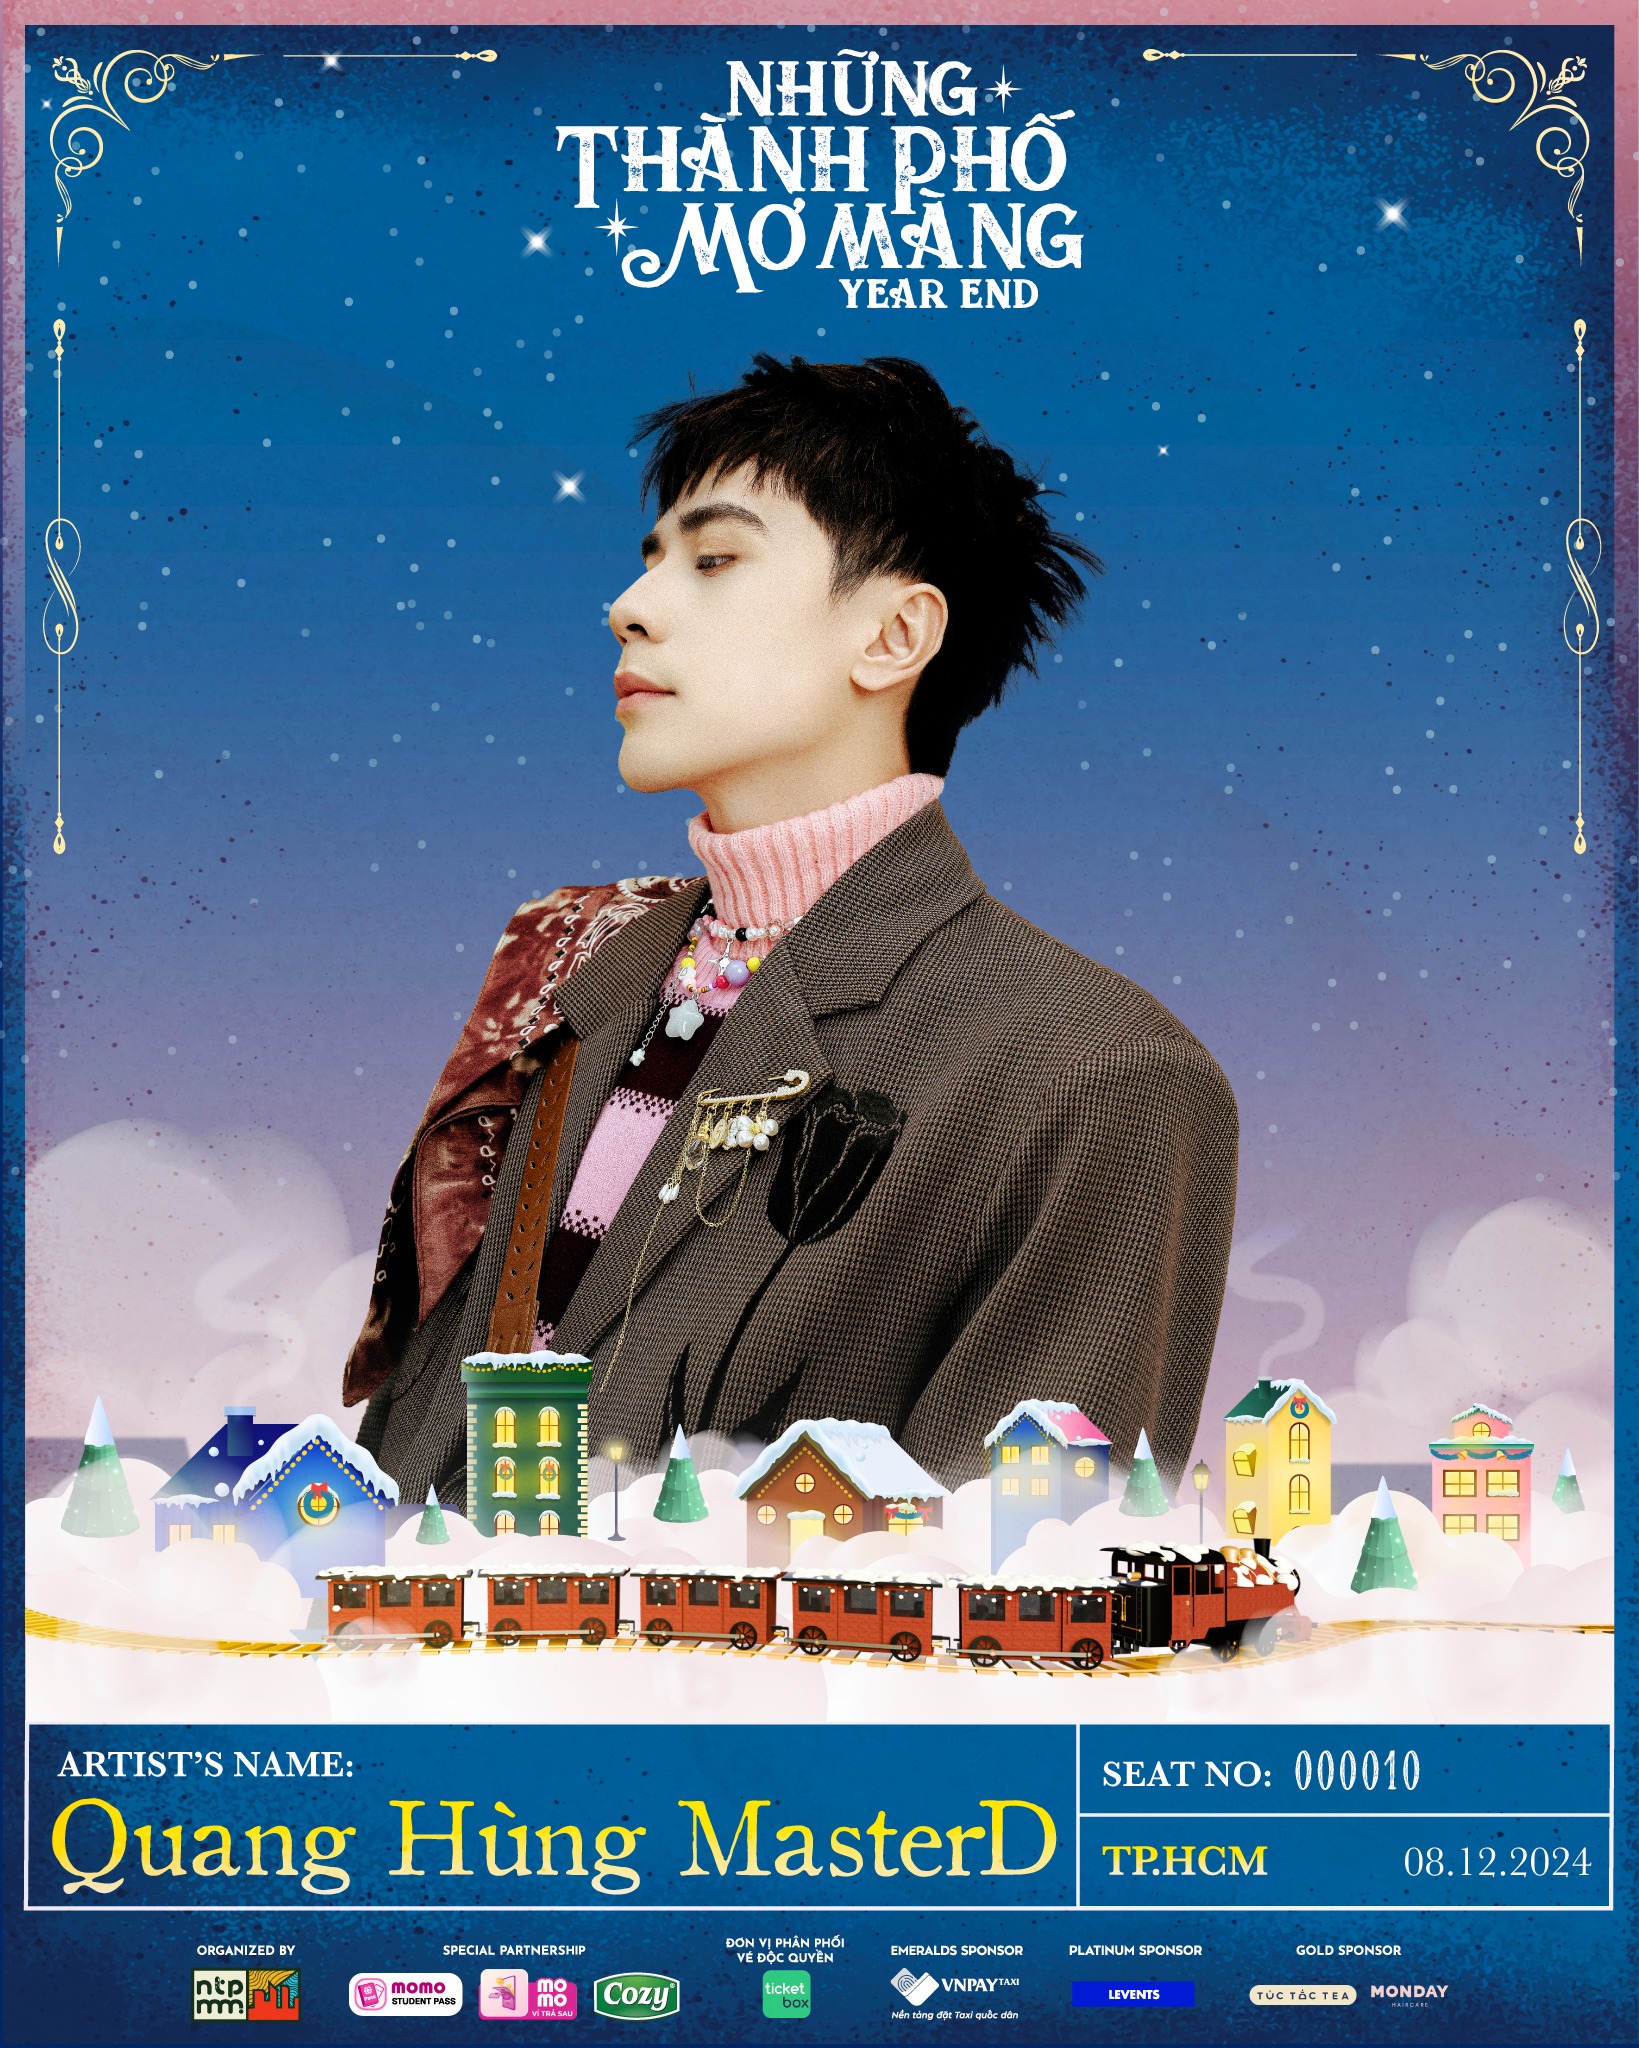 NHỮNG
THÀNH PHỐ
MƠ MÀNG
YEAR END
ARTIST'S NAME:
Quang Hùng MasterD
SEAT NO: 000010
TP.HCM 08.12.2024
ORGANIZED BY
ntp
mm!
SPECIAL PARTNERSHIP
momo
STUDENT PASS
mo
mo
VÍ TRẢ SAU
Cozy
ĐƠN VỊ PHÂN PHỐI
VÉ ĐỘC QUYỀN
ticket
box
EMERALDS SPONSOR
VNPAY TAXI
Nền tảng đặt Taxi quốc dân
PLATINUM SPONSOR
LEVENTS
GOLD SPONSOR
TÚC TẮC TEA
MONDAY
HAIRCARE